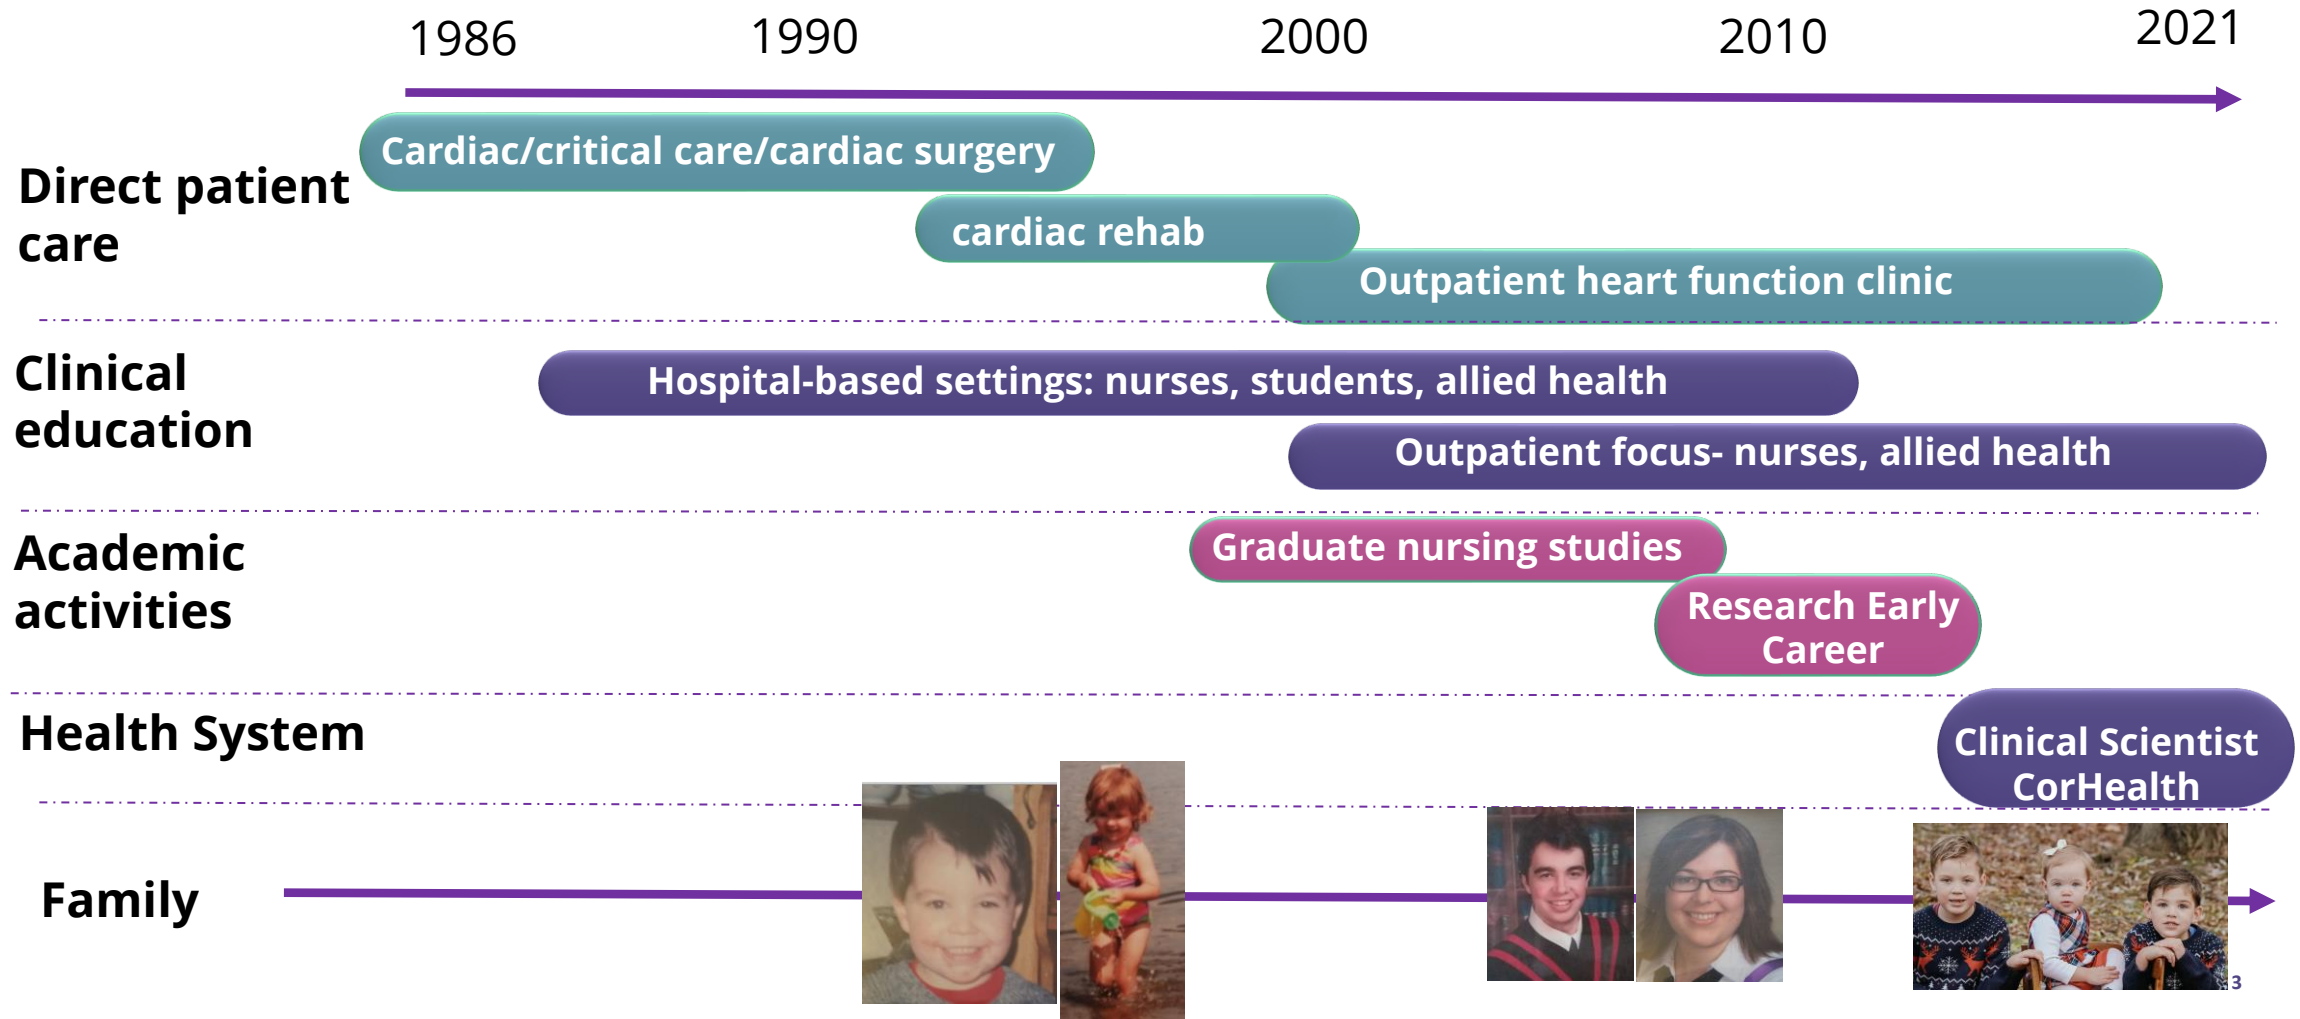 1986
1990
2000
2010
2021
Direct patient
care
Cardiac/critical care/cardiac surgery
cardiac rehab
Outpatient heart function clinic
Clinical
education
Hospital-based settings: nurses, students, allied health
Outpatient focus- nurses, allied health
Academic
activities
Graduate nursing studies
Research Early
Career
Health System
Clinical Scientist
CorHealth
Family
3